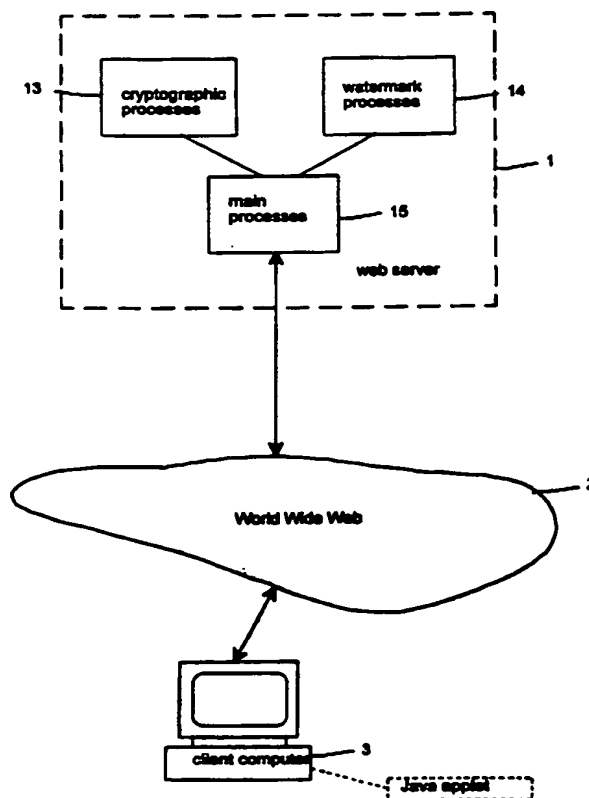 13
cryptographic
processes
watermark
processes
14
1
main
processes
15
web server
2
World Wide Web
client computer
3
Java applet